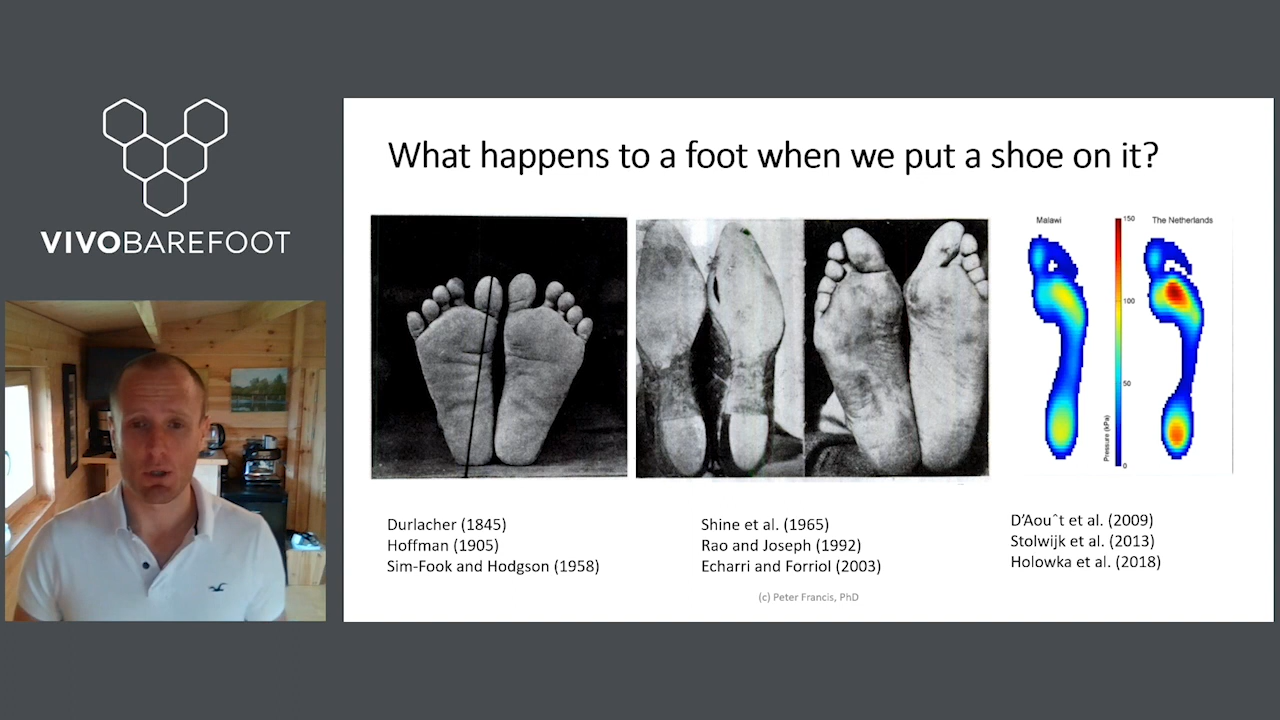 VIVOBAREFOOT
What happens to a foot when we put a shoe on it?
Malawi
150
The Netherlands
100
50
Pressure (kPa)
0
Durlacher (1845)
Hoffman (1905)
Sim-Fook and Hodgson (1958)
Shine et al. (1965)
Rao and Joseph (1992)
Echarri and Forriol (2003)
D’Aouˆt et al. (2009)
Stolwijk et al. (2013)
Holowka et al. (2018)
(c) Peter Francis, PhD